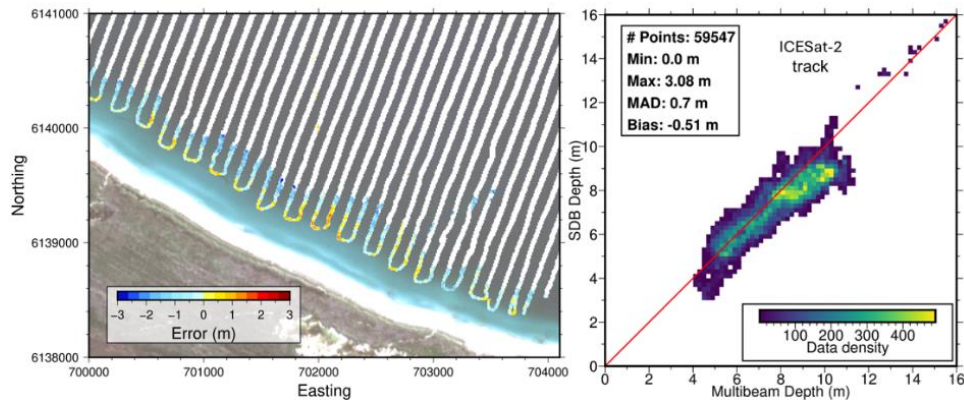 6141000
6140000
6139000
6138000
Northing
700000
701000
702000
703000
704000
Easting
−3 −2 −1 0 1 2 3
Error (m)
# Points: 59547
Min: 0.0 m
Max: 3.08 m
MAD: 0.7 m
Bias: -0.51 m
ICESat-2
track
16
14
12
10
8
6
4
2
0
SDB Depth (m)
100 200 300 400
Data density
0 2 4 6 8 10 12 14 16
Multibeam Depth (m)